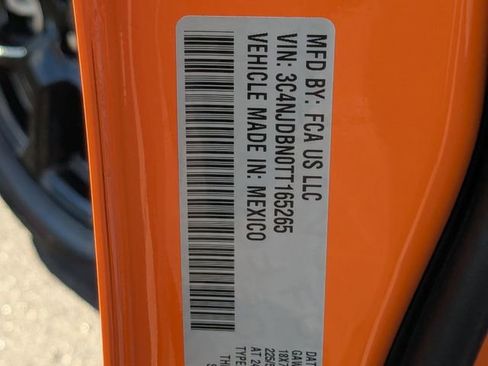 MFD BY: FCA US LLC
VIN: 3C4NJDBN0TT165265
VEHICLE MADE IN: MEXICO